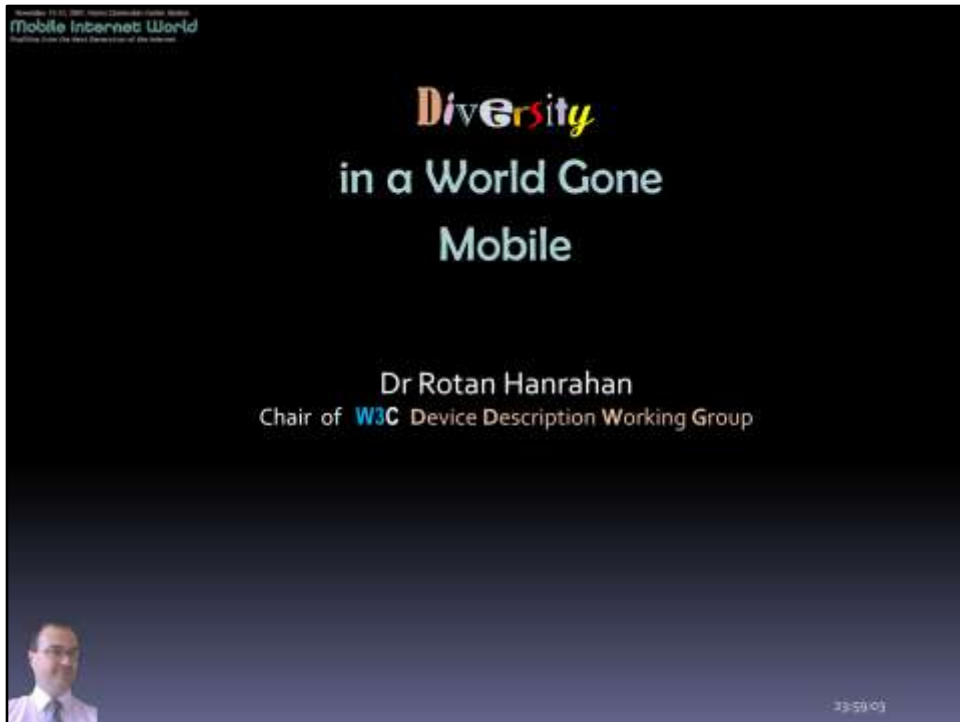 Mobile Internet World
Diversity
in a World Gone
Mobile
Dr Rotan Hanrahan
Chair of W3C Device Description Working Group
23:59:03